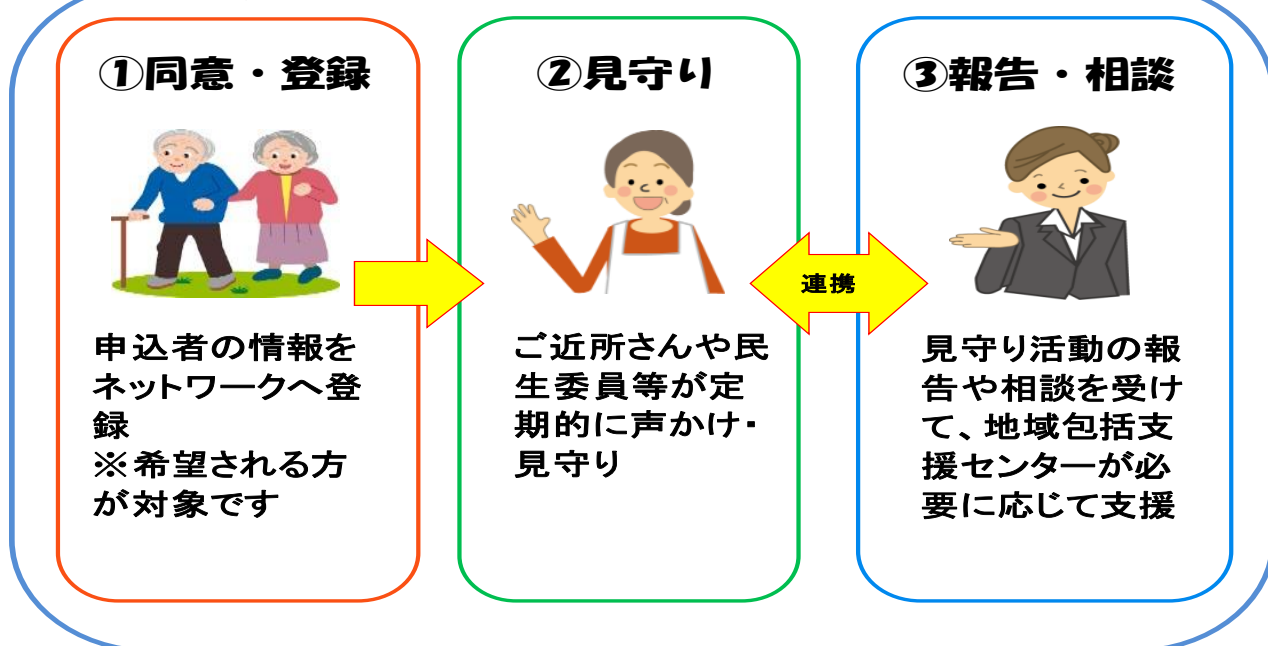 ①同意・登録
申込者の情報を
ネットワークへ登
録
※希望される方
が対象です
②見守り
ご近所さんや民
生委員等が定
期的に声かけ・
見守り
連携
③報告・相談
見守り活動の報
告や相談を受け
て、地域包括支
援センターが必
要に応じて支援